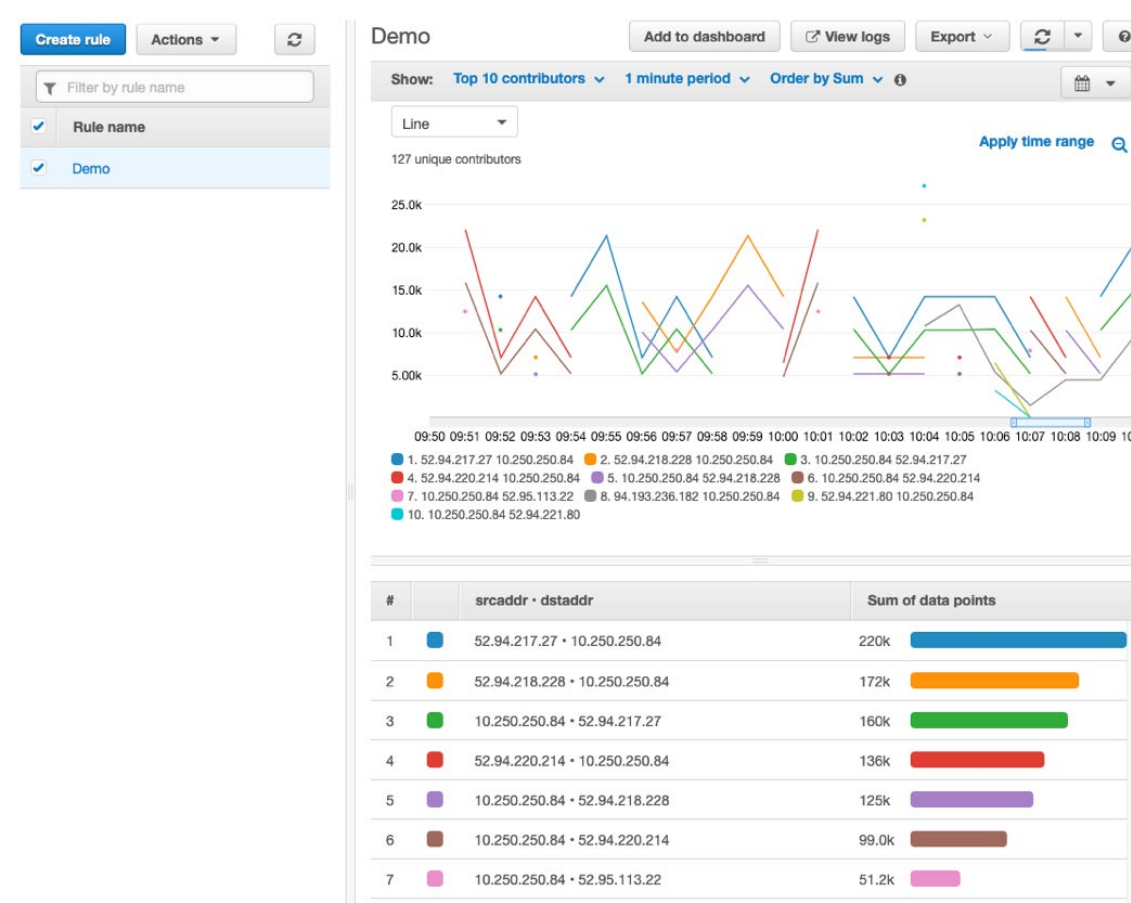 Create rule
Actions
Filter by rule name
Rule name
Demo
Demo
Add to dashboard
View logs
Export
Show: Top 10 contributors 1 minute period Order by Sum
Line
Apply time range
127 unique contributors
25.0k
20.0k
15.0k
10.0k
5.00k
09:50 09:51 09:52 09:53 09:54 09:55 09:56 09:57 09:58 09:59 10:00 10:01 10:02 10:03 10:04 10:05 10:06 10:07 10:08 10:09
1. 52.94.217.27 10.250.250.84 2. 52.94.218.228 10.250.250.84 3. 10.250.250.84 52.94.217.27
4. 52.94.220.214 10.250.250.84 5. 10.250.250.84 52.94.218.228 6. 10.250.250.84 52.94.220.214
7. 10.250.250.84 52.95.113.22 8. 94.193.236.182 10.250.250.84 9. 52.94.221.80 10.250.250.84
10. 10.250.250.84 52.94.221.80
# srcaddr • dstaddr Sum of data points
1 52.94.217.27 • 10.250.250.84 220k
2 52.94.218.228 • 10.250.250.84 172k
3 10.250.250.84 • 52.94.217.27 160k
4 52.94.220.214 • 10.250.250.84 136k
5 10.250.250.84 • 52.94.218.228 125k
6 10.250.250.84 • 52.94.220.214 99.0k
7 10.250.250.84 • 52.95.113.22 51.2k